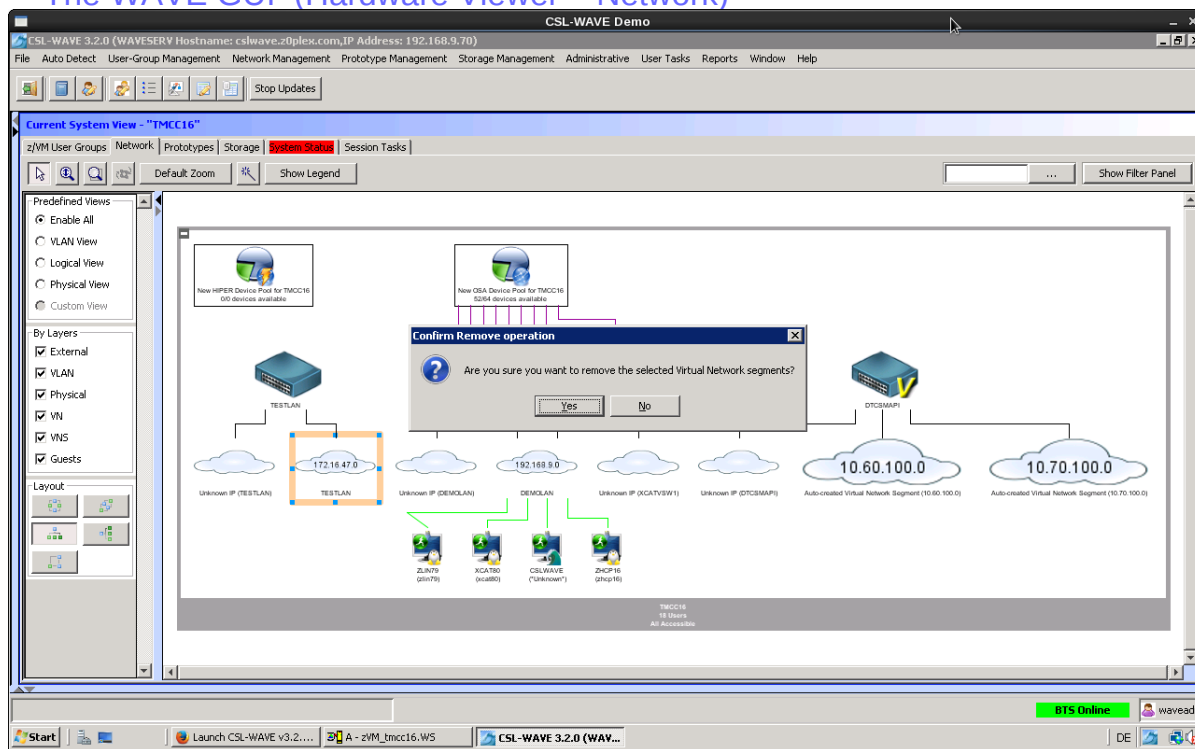 The WAVE GUI (Hardware Viewer – Network)
CSL-WAVE Demo
CSL-WAVE 3.2.0 (WAVESERV Hostname: cslwave.z0plex.com,IP Address: 192.168.9.70)
File Auto Detect User-Group Management Network Management Prototype Management Storage Management Administrative User Tasks Reports Window Help
Stop Updates
Current System View - "TMCC16"
z/VM User Groups Network Prototypes Storage System Status Session Tasks
Default Zoom Show Legend ... Show Filter Panel
Predefined Views
Enable All
VLAN View
Logical View
Physical View
Custom View
By Layers
External
VLAN
Physical
VN
VNS
Guests
Layout
New HIPER Device Pool for TMCC16
0/0 devices available
New OSA Device Pool for TMCC16
52/64 devices available
Confirm Remove operation
Are you sure you want to remove the selected Virtual Network segments?
Yes No
TESTLAN
DTCSMAPI
172.16.47.0
192.168.9.0
10.60.100.0
10.70.100.0
Unknown IP (TESTLAN)
TESTLAN
Unknown IP (DEMOLAN)
DEMOLAN
Unknown IP (XCATVSW1)
Unknown IP (DTCSMAPI)
Auto-created Virtual Network Segment (10.60.100.0)
Auto-created Virtual Network Segment (10.70.100.0)
ZLIN79
(zlin79)
XCAT80
(xcat80)
CSLWAVE
("Unknown")
ZHCP16
(zhcp16)
TMCC16
16 Users
All Accessible
BTS Online
wavead
Start Launch CSL-WAVE v3.2.... A - zVM_tmcc16.WS CSL-WAVE 3.2.0 (WAV... DE